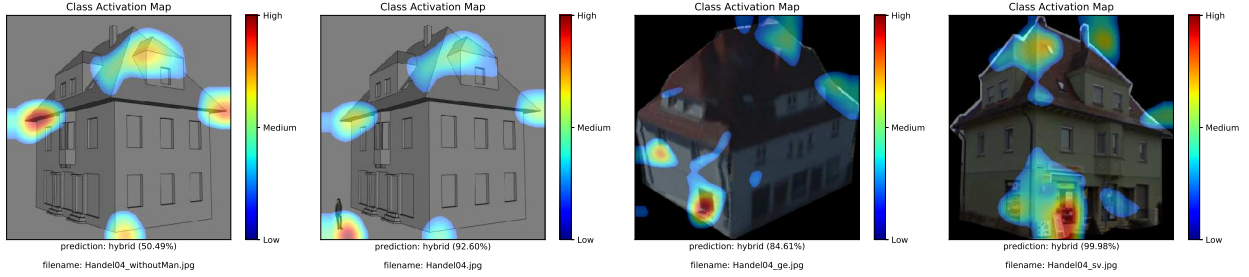 Class Activation Map
High
Medium
Low
prediction: hybrid (50.49%)
filename: Handel04_withoutMan.jpg
Class Activation Map
High
Medium
Low
prediction: hybrid (92.60%)
filename: Handel04.jpg
Class Activation Map
High
Medium
Low
prediction: hybrid (84.61%)
filename: Handel04_ge.jpg
Class Activation Map
High
Medium
Low
prediction: hybrid (99.98%)
filename: Handel04_sv.jpg